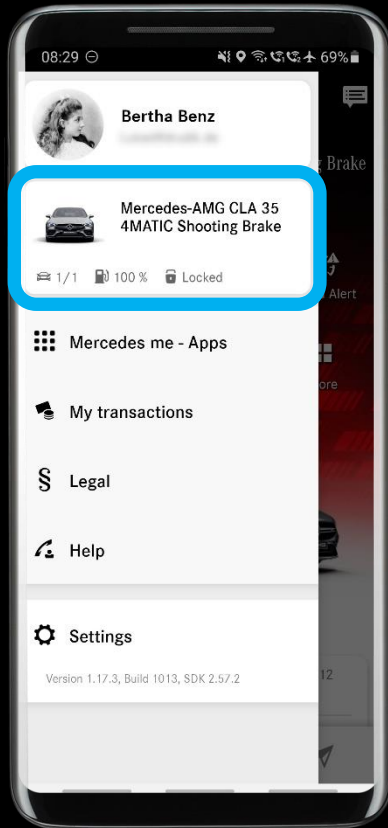 08:29 69%
Bertha Benz
Mercedes-AMG CLA 35
4MATIC Shooting Brake
1/1 100 % Locked
Brake
Alert
Mercedes me - Apps
My transactions
§ Legal
Help
Settings
Version 1.17.3, Build 1013, SDK 2.57.2
12